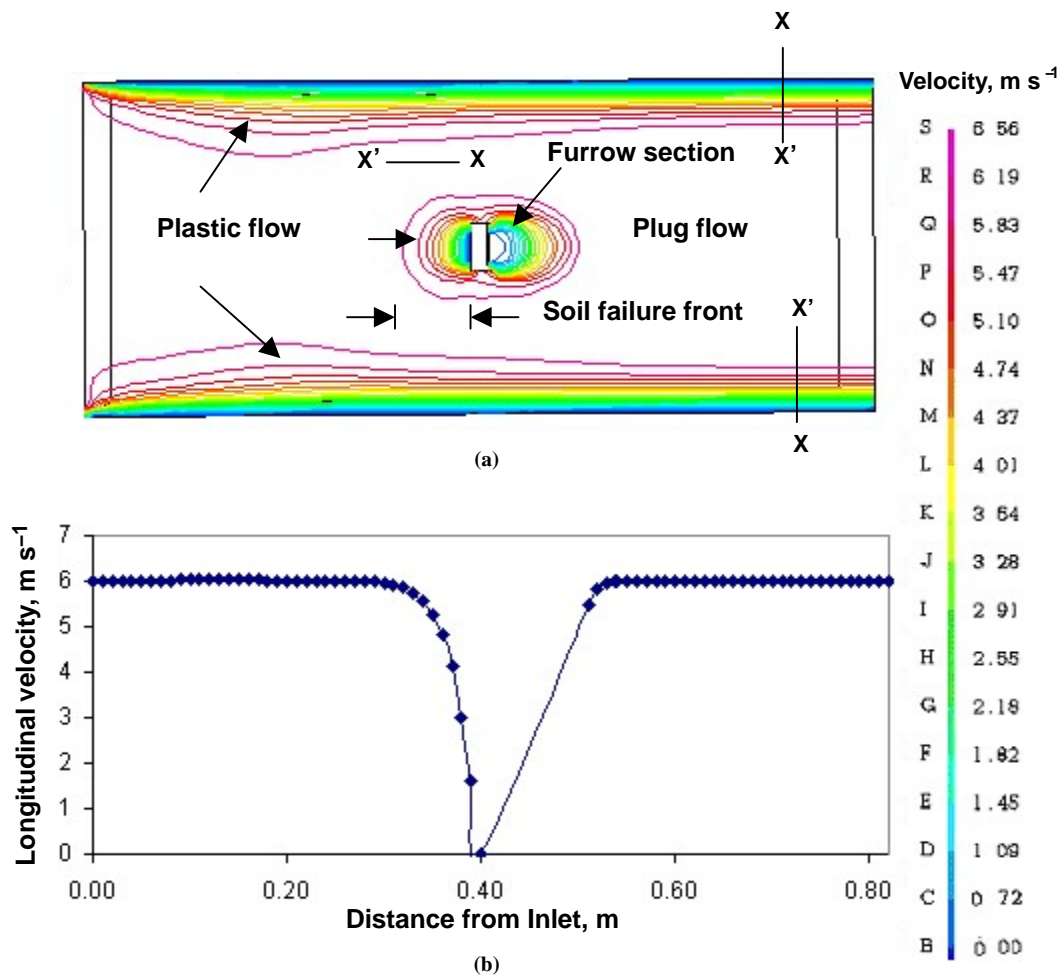 X
Velocity, m s⁻¹
Furrow section
X' X
X'
Plastic flow
Plug flow
Soil failure front
X'
X
(a)
S 6 56
R 6 19
Q 5.83
P 5.47
O 5.10
N 4.74
M 4 37
L 4 01
K 3 64
J 3 28
I 2 91
H 2.55
G 2.18
F 1.82
E 1.45
D 1 09
C 0 72
B 0 00
Longitudinal velocity, m s⁻¹
7
6
5
4
3
2
1
0
0.00 0.20 0.40 0.60 0.80
Distance from Inlet, m
(b)